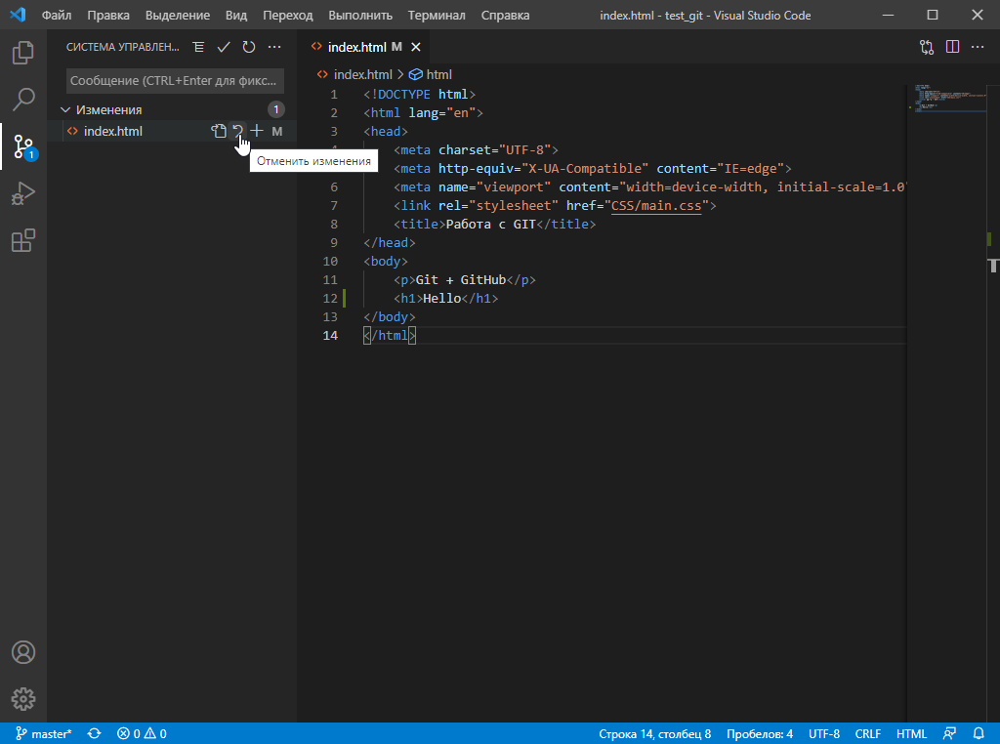 Файл Правка Выделение Вид Переход Выполнить Терминал Справка index.html - test_git - Visual Studio Code
СИСТЕМА УПРАВЛЕН...
Сообщение (CTRL+Enter для фикс...
Изменения 1
index.html M
1
Отменить изменения
index.html M
index.html > html
1 <!DOCTYPE html>
2 <html lang="en">
3 <head>
4 <meta charset="UTF-8">
<meta http-equiv="X-UA-Compatible" content="IE=edge">
6 <meta name="viewport" content="width=device-width, initial-scale=1.0"
7 <link rel="stylesheet" href="CSS/main.css">
8 <title>Работа с GIT</title>
9 </head>
10 <body>
11 <p>Git + GitHub</p>
12 <h1>Hello</h1>
13 </body>
14 </html>
master* 0 0 Строка 14, столбец 8 Пробелов: 4 UTF-8 CRLF HTML